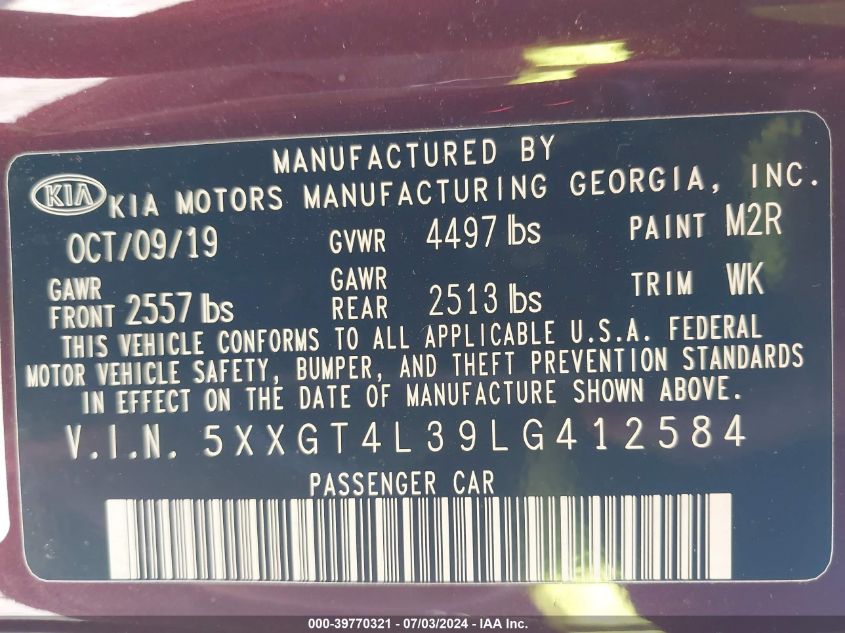 MANUFACTURED BY
KIA KIA MOTORS MANUFACTURING GEORGIA, INC.
OCT/09/19 GVWR 4497 lbs PAINT M2R
GAWR FRONT 2557 lbs GAWR REAR 2513 lbs TRIM WK
THIS VEHICLE CONFORMS TO ALL APPLICABLE U.S.A. FEDERAL
MOTOR VEHICLE SAFETY, BUMPER, AND THEFT PREVENTION STANDARDS
IN EFFECT ON THE DATE OF MANUFACTURE SHOWN ABOVE.
V.I.N. 5XXGT4L39LG412584
PASSENGER CAR
000-39770321 | 07/03/2024 - IAA Inc.